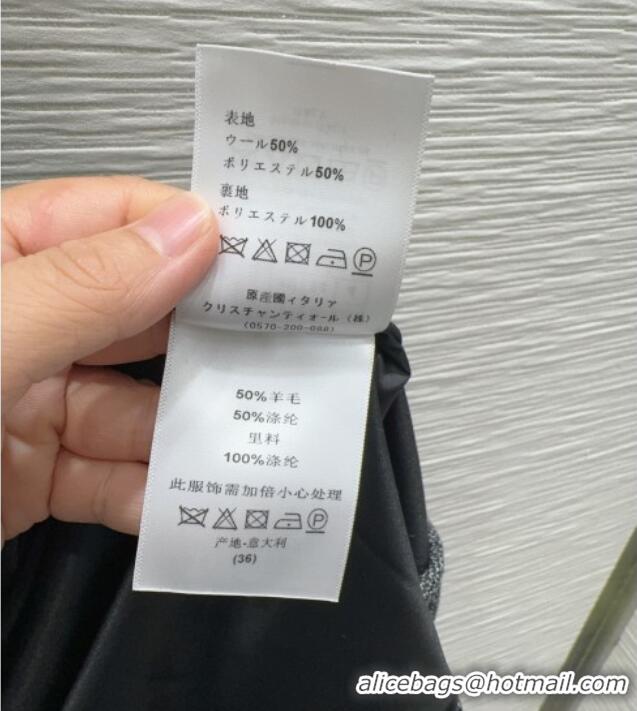 表地
ウール50%
ポリエステル50%
裏地
ポリエステル100%
P
原産國イタリア
クリスチャンティオール(株)
(0570-200-088)
50%羊毛
50%涤纶
里料
100%涤纶
此服饰需加倍小心处理
P
产地-意大利
(36)
alicebags@hotmail.com